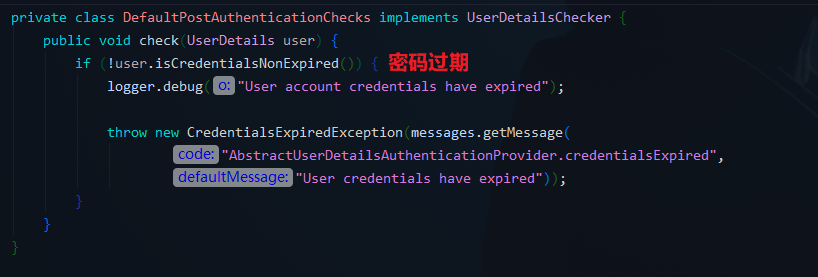 private class DefaultPostAuthenticationChecks implements UserDetailsChecker {
public void check(UserDetails user) {
if (!user.isCredentialsNonExpired()) { 密码过期
logger.debug( o: "User account credentials have expired");
throw new CredentialsExpiredException(messages.getMessage(
code: "AbstractUserDetailsAuthenticationProvider.credentialsExpired",
defaultMessage: "User credentials have expired"));
}
}
}